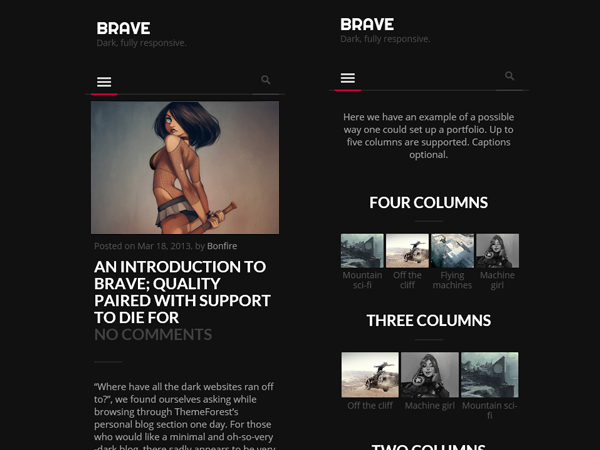 BRAVE
Dark, fully responsive.
Posted on Mar 18, 2013, by Bonfire
AN INTRODUCTION TO
BRAVE; QUALITY
PAIRED WITH SUPPORT
TO DIE FOR
NO COMMENTS
“Where have all the dark websites ran off
to?”, we found ourselves asking while
browsing through ThemeForest’s
personal blog section one day. For those
who would like a minimal and oh-so-very
-dark blog, there sadly appears to be very
BRAVE
Dark, fully responsive.
Here we have an example of a possible
way one could set up a portfolio. Up to
five columns are supported. Captions
optional.
FOUR COLUMNS
Mountain
sci-fi
Off the
cliff
Flying
machines
Machine
girl
THREE COLUMNS
Off the cliff
Machine girl
Mountain sci-
fi
TWO COLUMNS